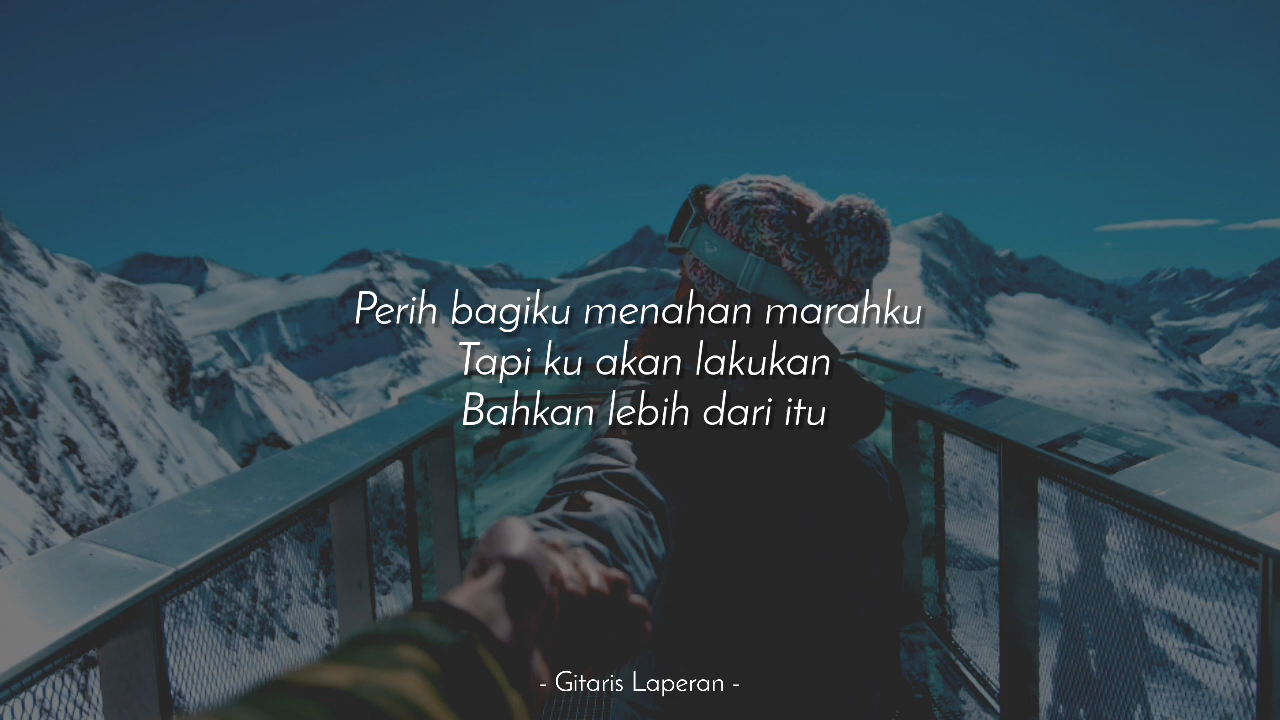 Perih bagiku menahan marahku
Tapi ku akan lakukan
Bahkan lebih dari itu
- Gitaris Laperan -